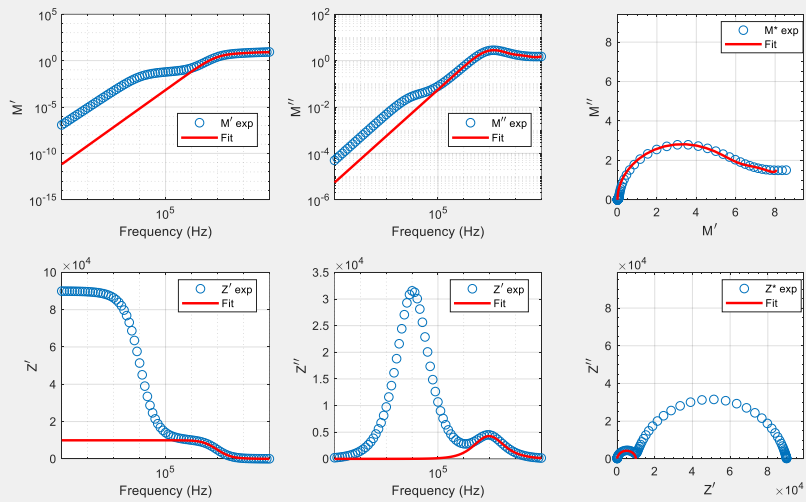 10^5
10^0
10^-5
10^-10
10^-15
M′
10^5
Frequency (Hz)
M′ exp
Fit
10^2
10^0
10^-2
10^-4
10^-6
M′′
10^5
Frequency (Hz)
M′′ exp
Fit
8
6
4
2
0
M′′
0 2 4 6 8
M′
M* exp
Fit
×10^4
10
8
6
4
2
0
Z′
10^5
Frequency (Hz)
Z′ exp
Fit
×10^4
3.5
3.0
2.5
2.0
1.5
1.0
0.5
0.0
Z′′
10^5
Frequency (Hz)
Z′ exp
Fit
×10^4
8
6
4
2
0
Z′′
0 2 4 6 8
×10^4
Z′
Z* exp
Fit